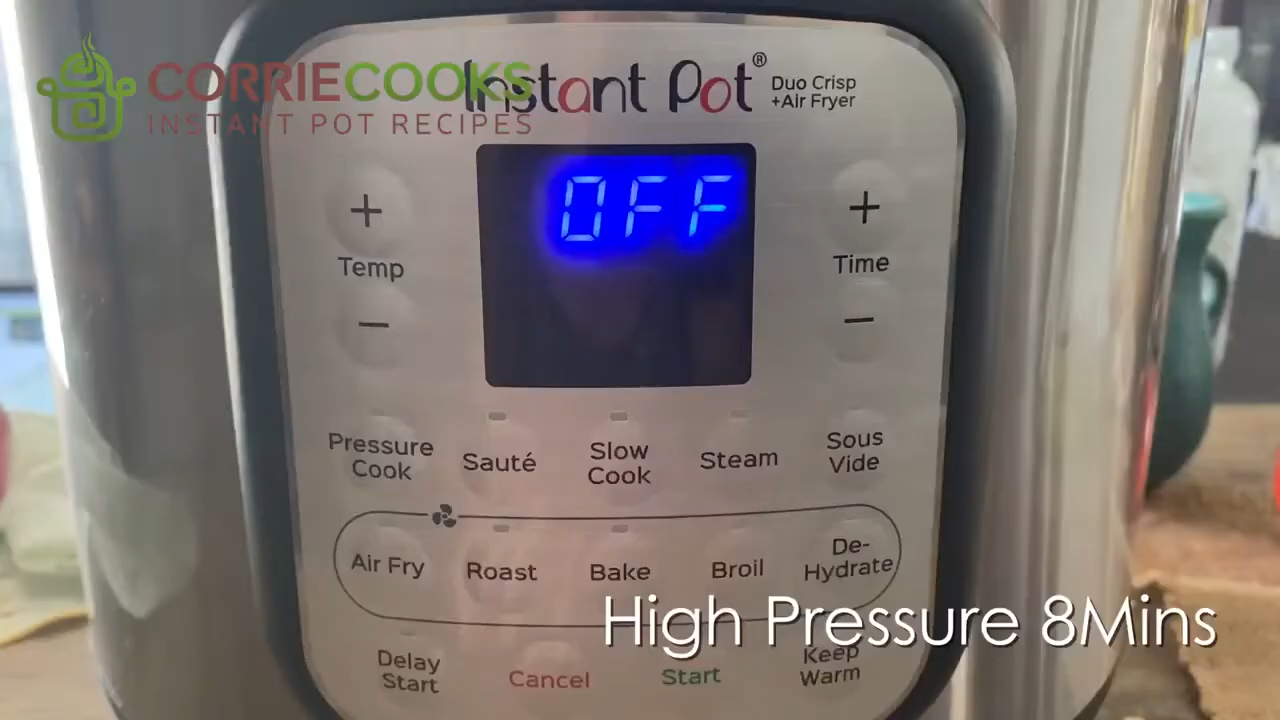 CORRIECOOKS
INSTANT POT RECIPES
Instant Pot®
Duo Crisp
+Air Fryer
OFF
+
Temp
−
+
Time
−
Pressure
Cook
Sauté
Slow
Cook
Steam
Sous
Vide
Air Fry
Roast
Bake
Broil
De-
Hydrate
High Pressure 8Mins
Delay
Start
Cancel
Start
Keep
Warm